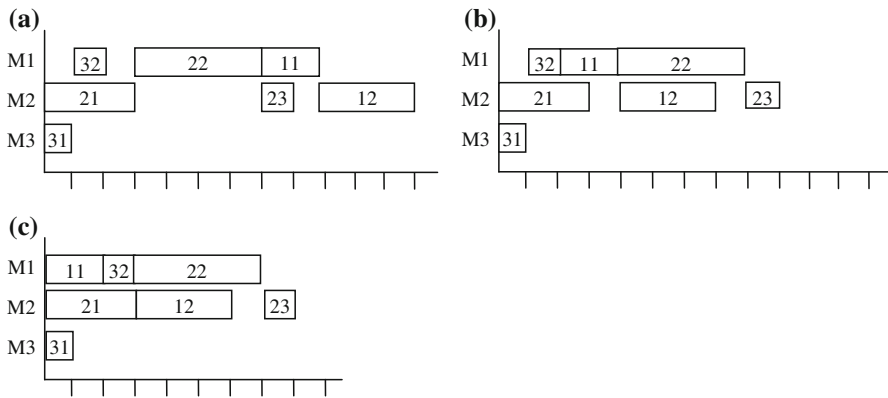 (a)
M1 32 22 11
M2 21 23 12
M3 31
(b)
M1 32 11 22
M2 21 12 23
M3 31
(c)
M1 11 32 22
M2 21 12 23
M3 31